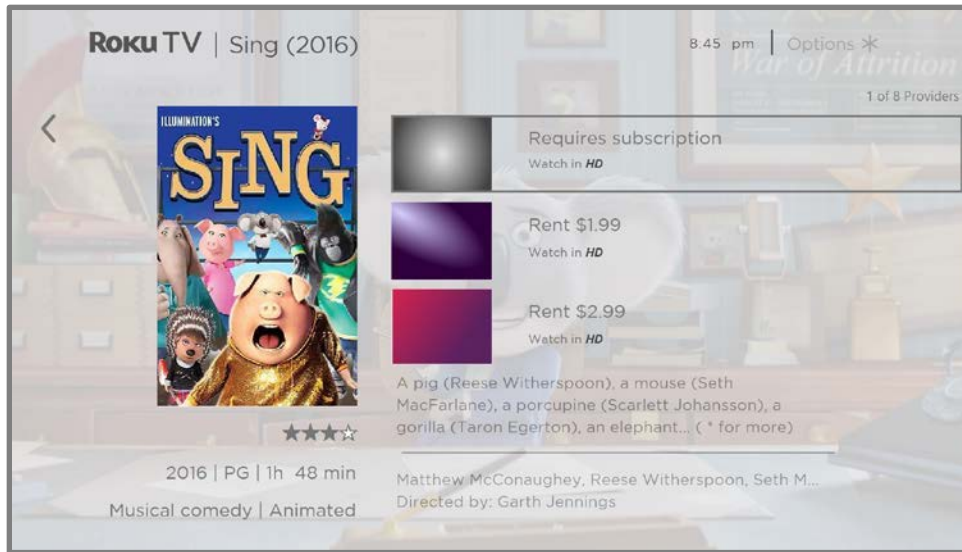 Roku TV | Sing (2016)
8:45 pm | Options *
War of Attrition
1 of 8 Providers
ILLUMINATION'S
SING
Requires subscription
Watch in HD
Rent $1.99
Watch in HD
Rent $2.99
Watch in HD
A pig (Reese Witherspoon), a mouse (Seth
MacFarlane), a porcupine (Scarlett Johansson), a
gorilla (Taron Egerton), an elephant... ( * for more)
2016 | PG | 1h 48 min
Musical comedy | Animated
Matthew McConaughey, Reese Witherspoon, Seth M...
Directed by: Garth Jennings